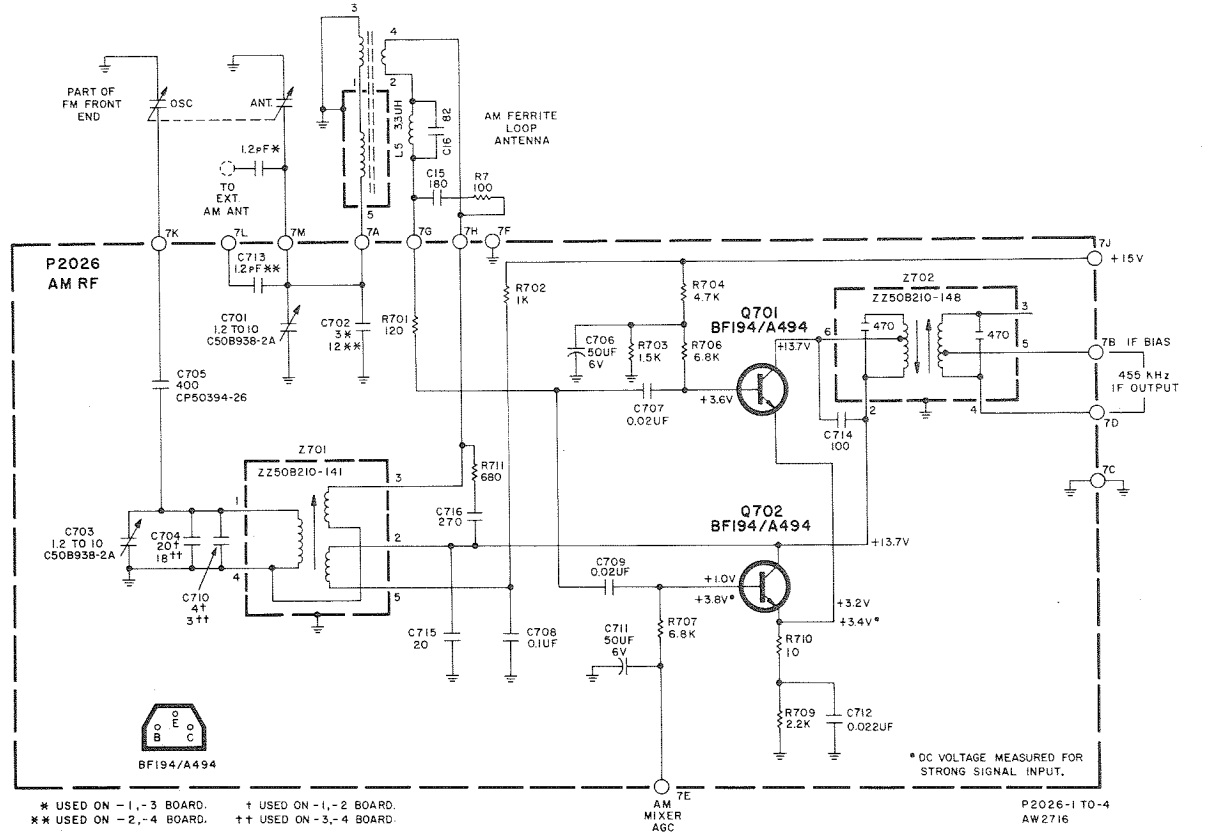 3
4
PART OF
FM FRONT
END
OSC
ANT.
1
2
3.3UH
L5
82
C16
AM FERRITE
LOOP
ANTENNA
1.2pF*
TO
EXT.
AM ANT
C15
180
R7
100
5
7K
7L
7M
7A
7G
7H
7F
7J
+15V
P2026
AM RF
C713
1.2pF**
C701
1.2 TO 10
C50B938-2A
C702
3*
12**
R701
120
R702
1K
R704
4.7K
C706
50UF
6V
R703
1.5K
R706
6.8K
Q701
BF194/A494
+13.7V
+3.6V
Z702
ZZ50B210-148
6
470
470
3
5
2
4
7B
IF BIAS
455 KHz
IF OUTPUT
7D
7C
C705
400
CP50394-26
C707
0.02UF
C714
100
Z701
ZZ50B210-141
1
3
2
4
5
R711
680
C716
270
C703
1.2 TO 10
C50B938-2A
C704
20†
18††
C710
4†
3††
Q702
BF194/A494
+13.7V
C709
0.02UF
+1.0V
+3.8V*
+3.2V
+3.4V*
C715
20
C708
0.1UF
C711
50UF
6V
R707
6.8K
R710
10
R709
2.2K
C712
0.022UF
E
B
C
BF194/A494
* DC VOLTAGE MEASURED FOR
STRONG SIGNAL INPUT.
7E
AM
MIXER
AGC
* USED ON -1,-3 BOARD.
† USED ON -1,-2 BOARD.
** USED ON -2,-4 BOARD.
†† USED ON -3,-4 BOARD.
P2026-1 TO-4
AW2716